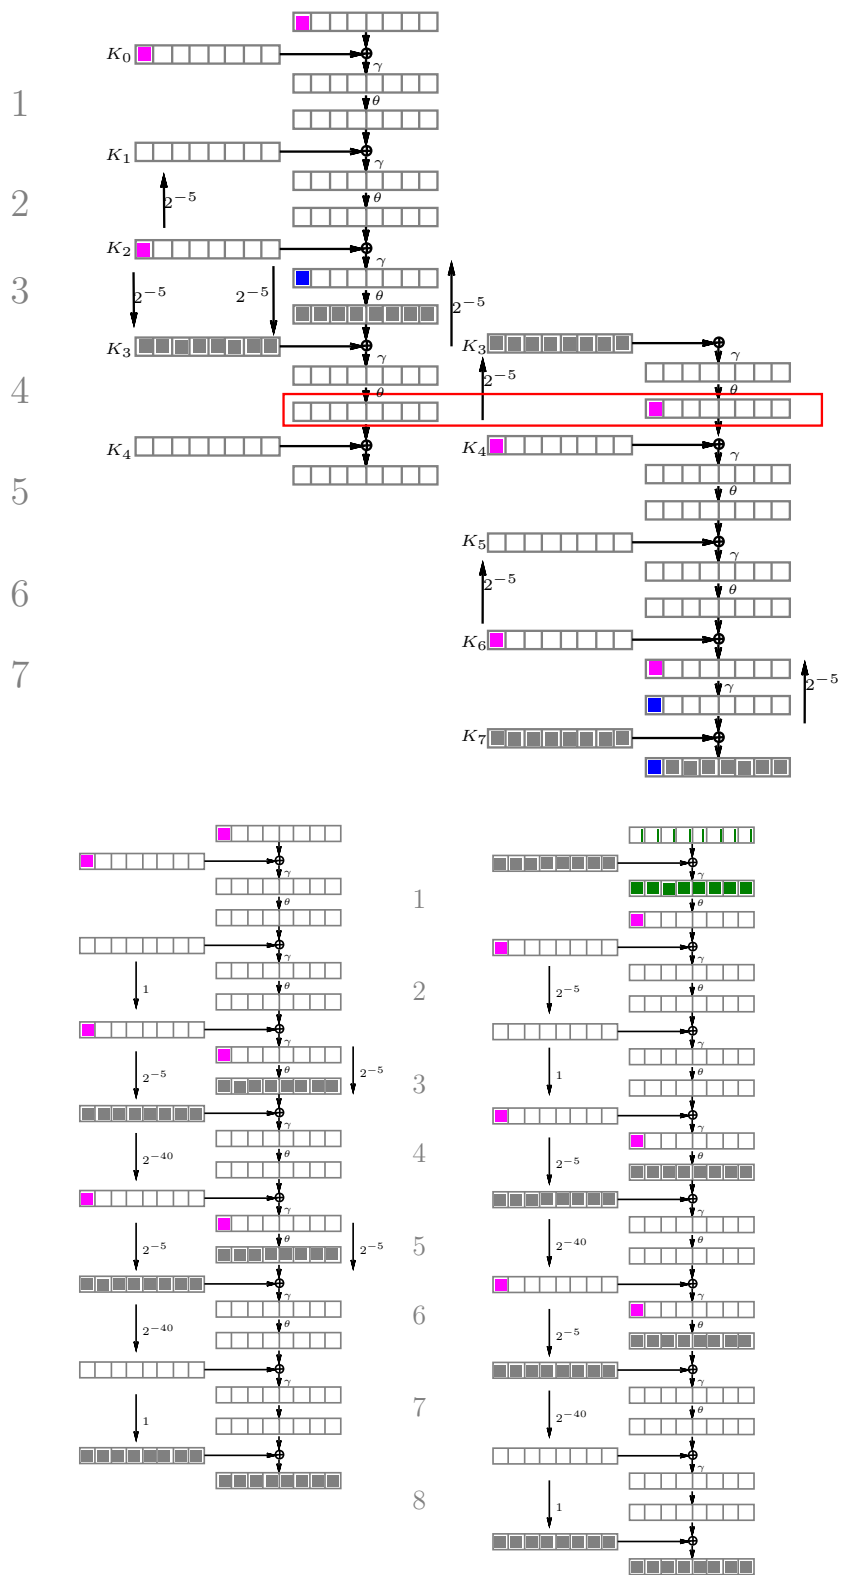 K₀
γ
1
θ
K₁
γ
2
2⁻⁵
θ
K₂
γ
3
2⁻⁵ 2⁻⁵ θ 2⁻⁵
K₃ K₃
γ γ
4
θ 2⁻⁵ θ
K₄ K₄
γ
5
θ
K₅
γ
6
2⁻⁵ θ
K₆
7
γ 2⁻⁵
K₇
γ γ
1
θ θ
γ γ
1 θ 2 2⁻⁵ θ
γ γ
2⁻⁵ θ 2⁻⁵ 3 1 θ
γ γ
2⁻⁴⁰ θ 4 2⁻⁵ θ
γ γ
2⁻⁵ θ 2⁻⁵ 5 2⁻⁴⁰ θ
γ γ
2⁻⁴⁰ θ 6 2⁻⁵ θ
γ γ
1 7 2⁻⁴⁰ θ
γ
8 1